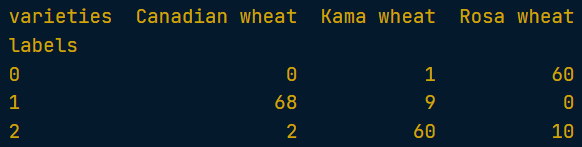 varieties  Canadian wheat  Kama wheat  Rosa wheat
labels
0                       0           1          60
1                      68           9           0
2                       2          60          10